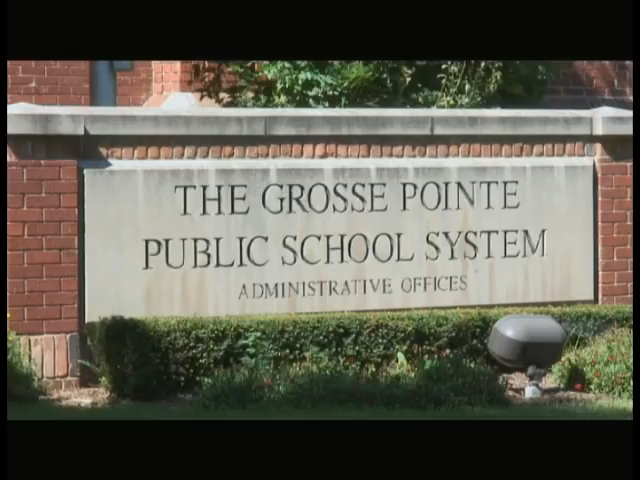 THE GROSSE POINTE
PUBLIC SCHOOL SYSTEM
ADMINISTRATIVE OFFICES